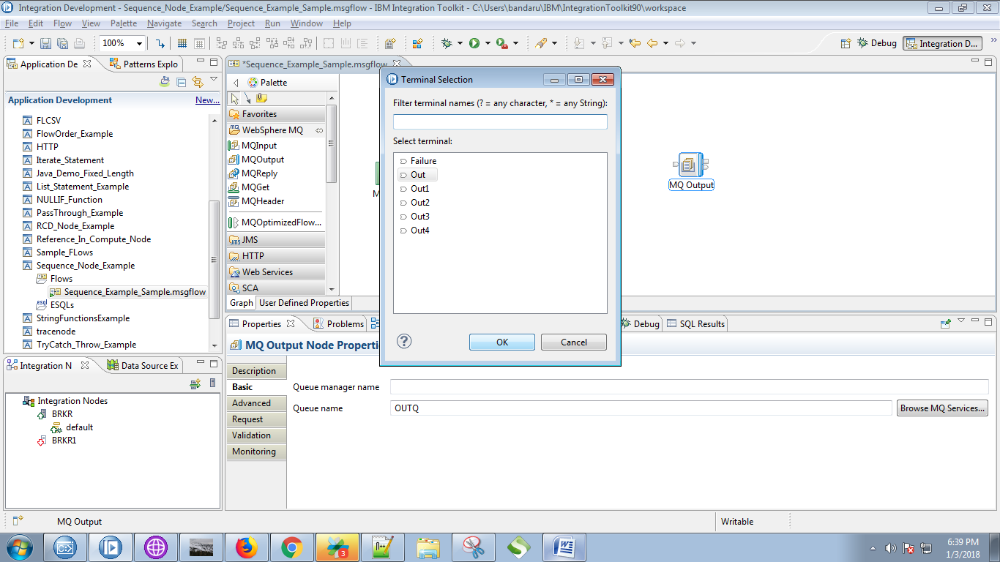 Integration Development - Sequence_Node_Example/Sequence_Example_Sample.msgflow - IBM Integration Toolkit - C:\Users\bandaru\IBM\IntegrationToolkit90\workspace
File Edit Flow View Palette Navigate Search Project Run Window Help
100%
Debug
Integration D...
Application De
Patterns Explo
Application Development
New...
FLCSV
FlowOrder_Example
HTTP
Iterate_Statement
Java_Demo_Fixed_Length
List_Statement_Example
NULLIF_Function
PassThrough_Example
RCD_Node_Example
Reference_In_Compute_Node
Sample_FLows
Sequence_Node_Example
Flows
Sequence_Example_Sample.msgflow
ESQLs
StringFunctionsExample
tracenode
TryCatch_Throw_Example
Integration N
Data Source Ex
Integration Nodes
BRKR
default
BRKR1
*Sequence_Example_Sample.msgflow
Palette
Favorites
WebSphere MQ
MQInput
MQOutput
MQReply
MQGet
MQHeader
MQOptimizedFlow...
JMS
HTTP
Web Services
SCA
Graph
User Defined Properties
M
MQ Output
Terminal Selection
Filter terminal names (? = any character, * = any String):
Select terminal:
Failure
Out
Out1
Out2
Out3
Out4
OK
Cancel
Properties
Problems
Debug
SQL Results
MQ Output Node Properti
Description
Basic
Advanced
Request
Validation
Monitoring
Queue manager name
Queue name
OUTQ
Browse MQ Services...
MQ Output
Writable
3
6:39 PM
1/3/2018